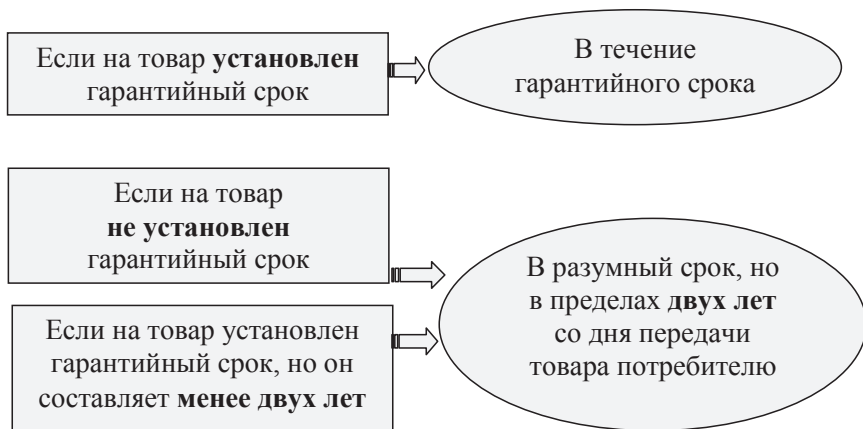 Если на товар установлен
гарантийный срок
В течение
гарантийного срока
Если на товар
не установлен
гарантийный срок
Если на товар установлен
гарантийный срок, но он
составляет менее двух лет
В разумный срок, но
в пределах двух лет
со дня передачи
товара потребителю